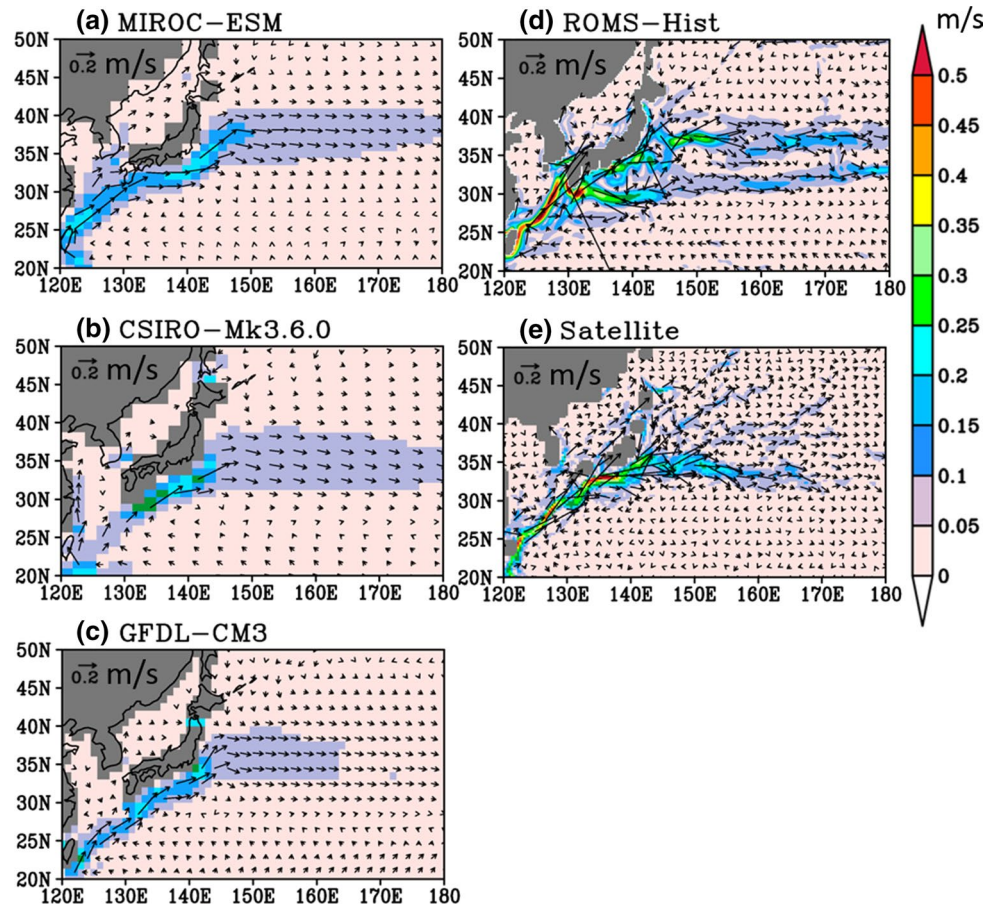 (a) MIROC-ESM
50N
45N
40N
35N
30N
25N
20N
0.2 m/s
120E 130E 140E 150E 160E 170E 180
(b) CSIRO-Mk3.6.0
50N
45N
40N
35N
30N
25N
20N
0.2 m/s
120E 130E 140E 150E 160E 170E 180
(c) GFDL-CM3
50N
45N
40N
35N
30N
25N
20N
0.2 m/s
120E 130E 140E 150E 160E 170E 180
(d) ROMS-Hist
50N
45N
40N
35N
30N
25N
20N
0.2 m/s
120E 130E 140E 150E 160E 170E 180
(e) Satellite
50N
45N
40N
35N
30N
25N
20N
0.2 m/s
120E 130E 140E 150E 160E 170E 180
m/s
0.5
0.45
0.4
0.35
0.3
0.25
0.2
0.15
0.1
0.05
0